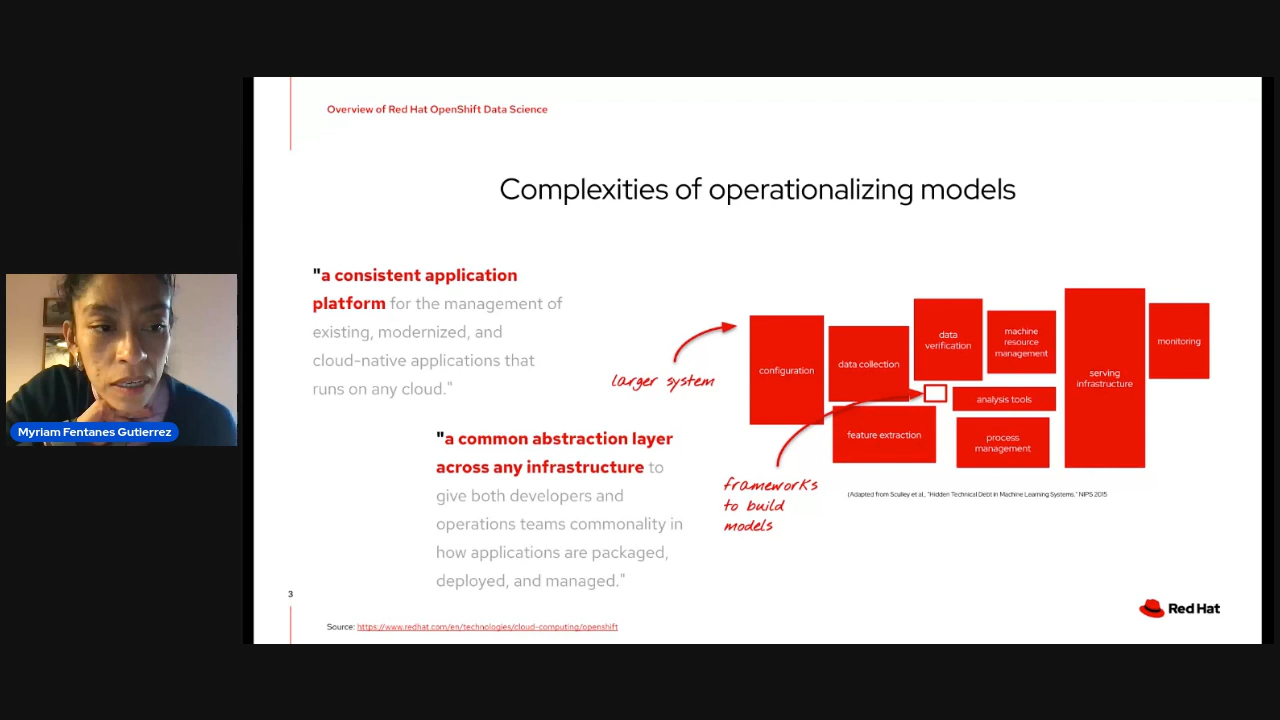 Overview of Red Hat OpenShift Data Science
Complexities of operationalizing models
"a consistent application
platform for the management of
existing, modernized, and
cloud-native applications that
runs on any cloud."
"a common abstraction layer
across any infrastructure to
give both developers and
operations teams commonality in
how applications are packaged,
deployed, and managed."
larger system
frameworks
to build
models
configuration
data collection
data
verification
machine
resource
management
analysis tools
feature extraction
process
management
serving
infrastructure
monitoring
(Adapted from Sculley et al., "Hidden Technical Debt in Machine Learning Systems." NIPS 2015
3
Source: https://www.redhat.com/en/technologies/cloud-computing/openshift
Red Hat
Myriam Fentanes Gutierrez